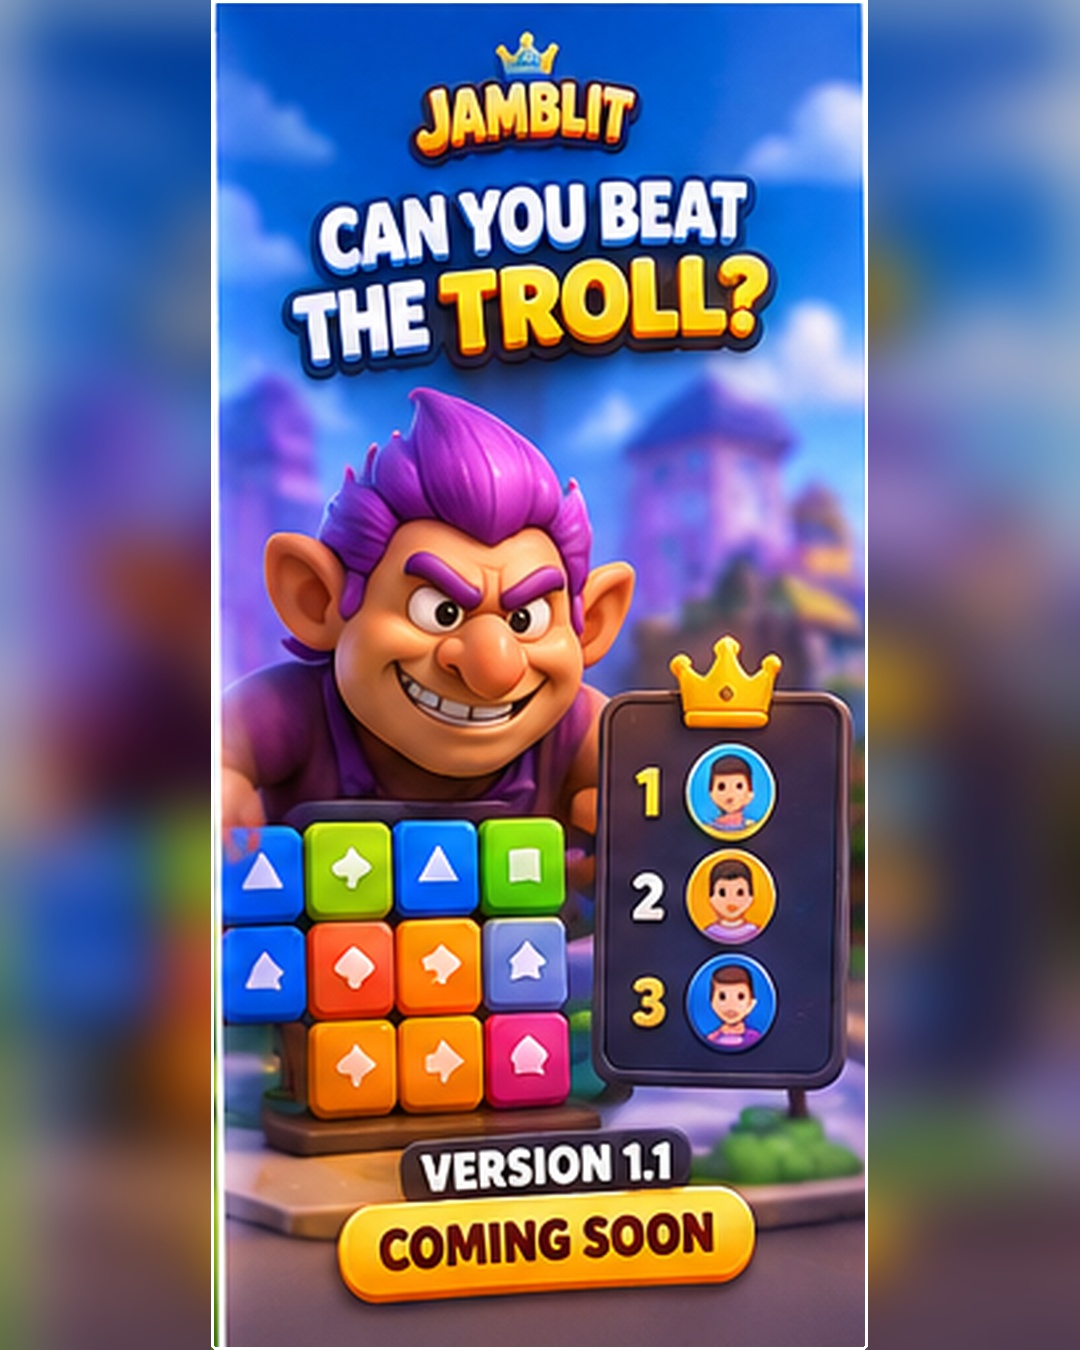 JAMBLIT
CAN YOU BEAT
THE TROLL?
1
2
3
VERSION 1.1
COMING SOON